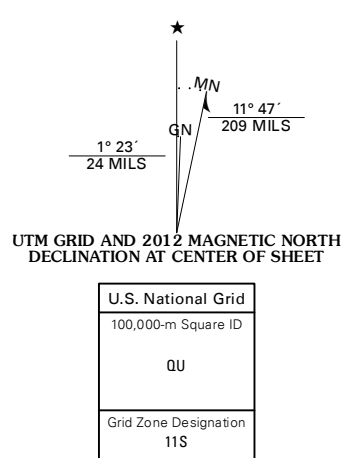 ★
MN
11° 47´
209 MILS
GN
1° 23´
24 MILS
UTM GRID AND 2012 MAGNETIC NORTH
DECLINATION AT CENTER OF SHEET
U.S. National Grid
100,000-m Square ID
QU
Grid Zone Designation
11S